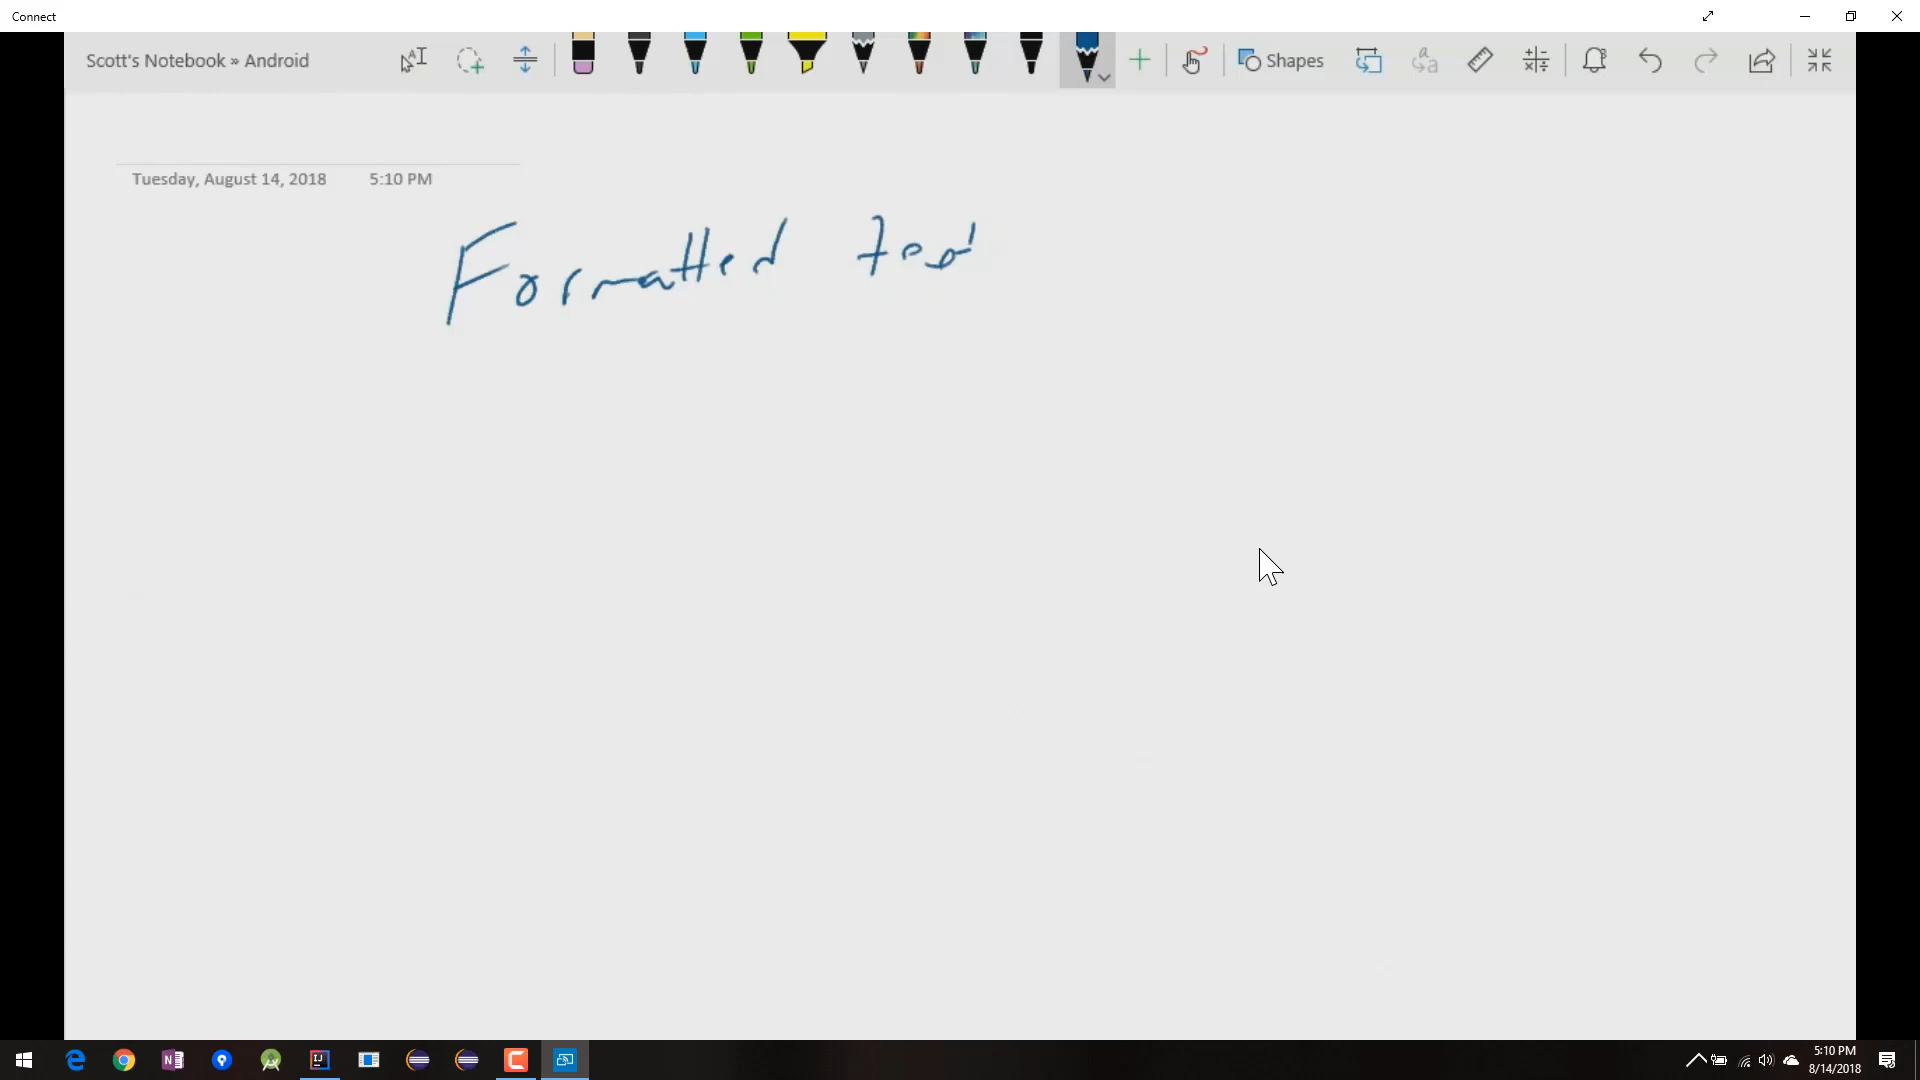 Connect
Scott's Notebook » Android
Shapes
Tuesday, August 14, 2018 5:10 PM
Formatted
5:10 PM
8/14/2018